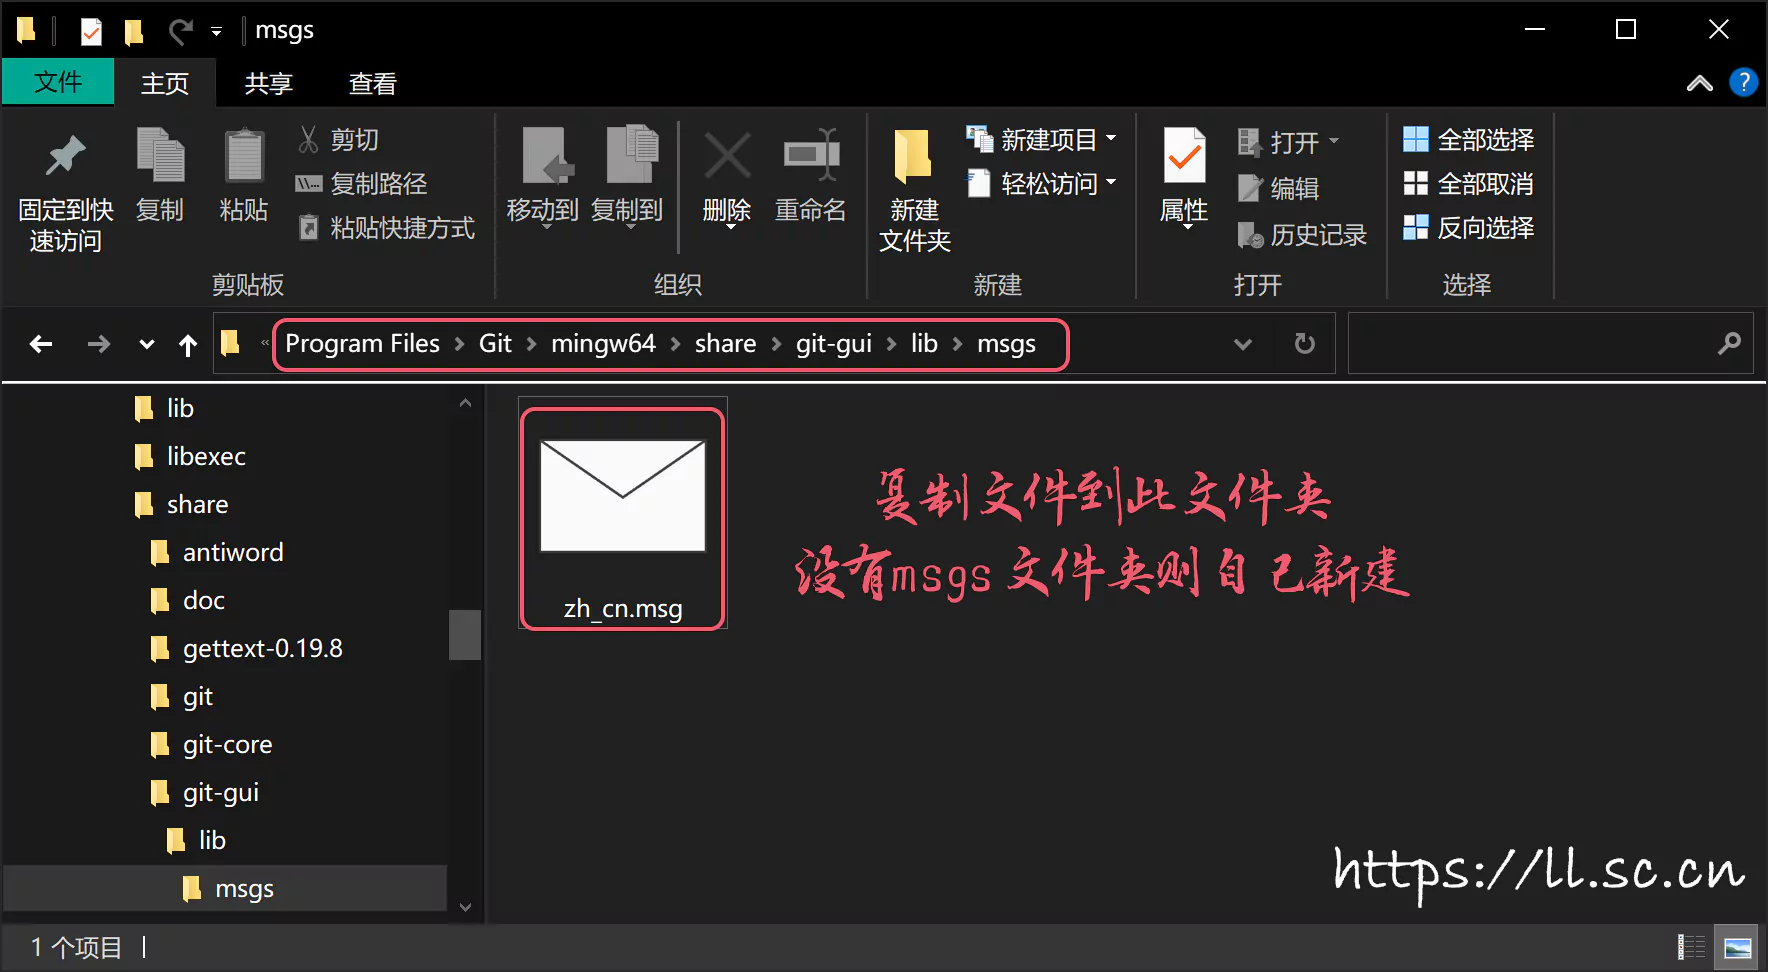 msgs
文件 主页 共享 查看
固定到快
速访问
复制
粘贴
剪切
复制路径
粘贴快捷方式
剪贴板
移动到
复制到
删除
重命名
组织
新建
文件夹
新建项目
轻松访问
新建
属性
打开
编辑
历史记录
打开
全部选择
全部取消
反向选择
选择
« Program Files > Git > mingw64 > share > git-gui > lib > msgs
lib
libexec
share
antiword
doc
gettext-0.19.8
git
git-core
git-gui
lib
msgs
zh_cn.msg
复制文件到此文件夹
没有msgs文件夹则自己新建
https://ll.sc.cn
1 个项目